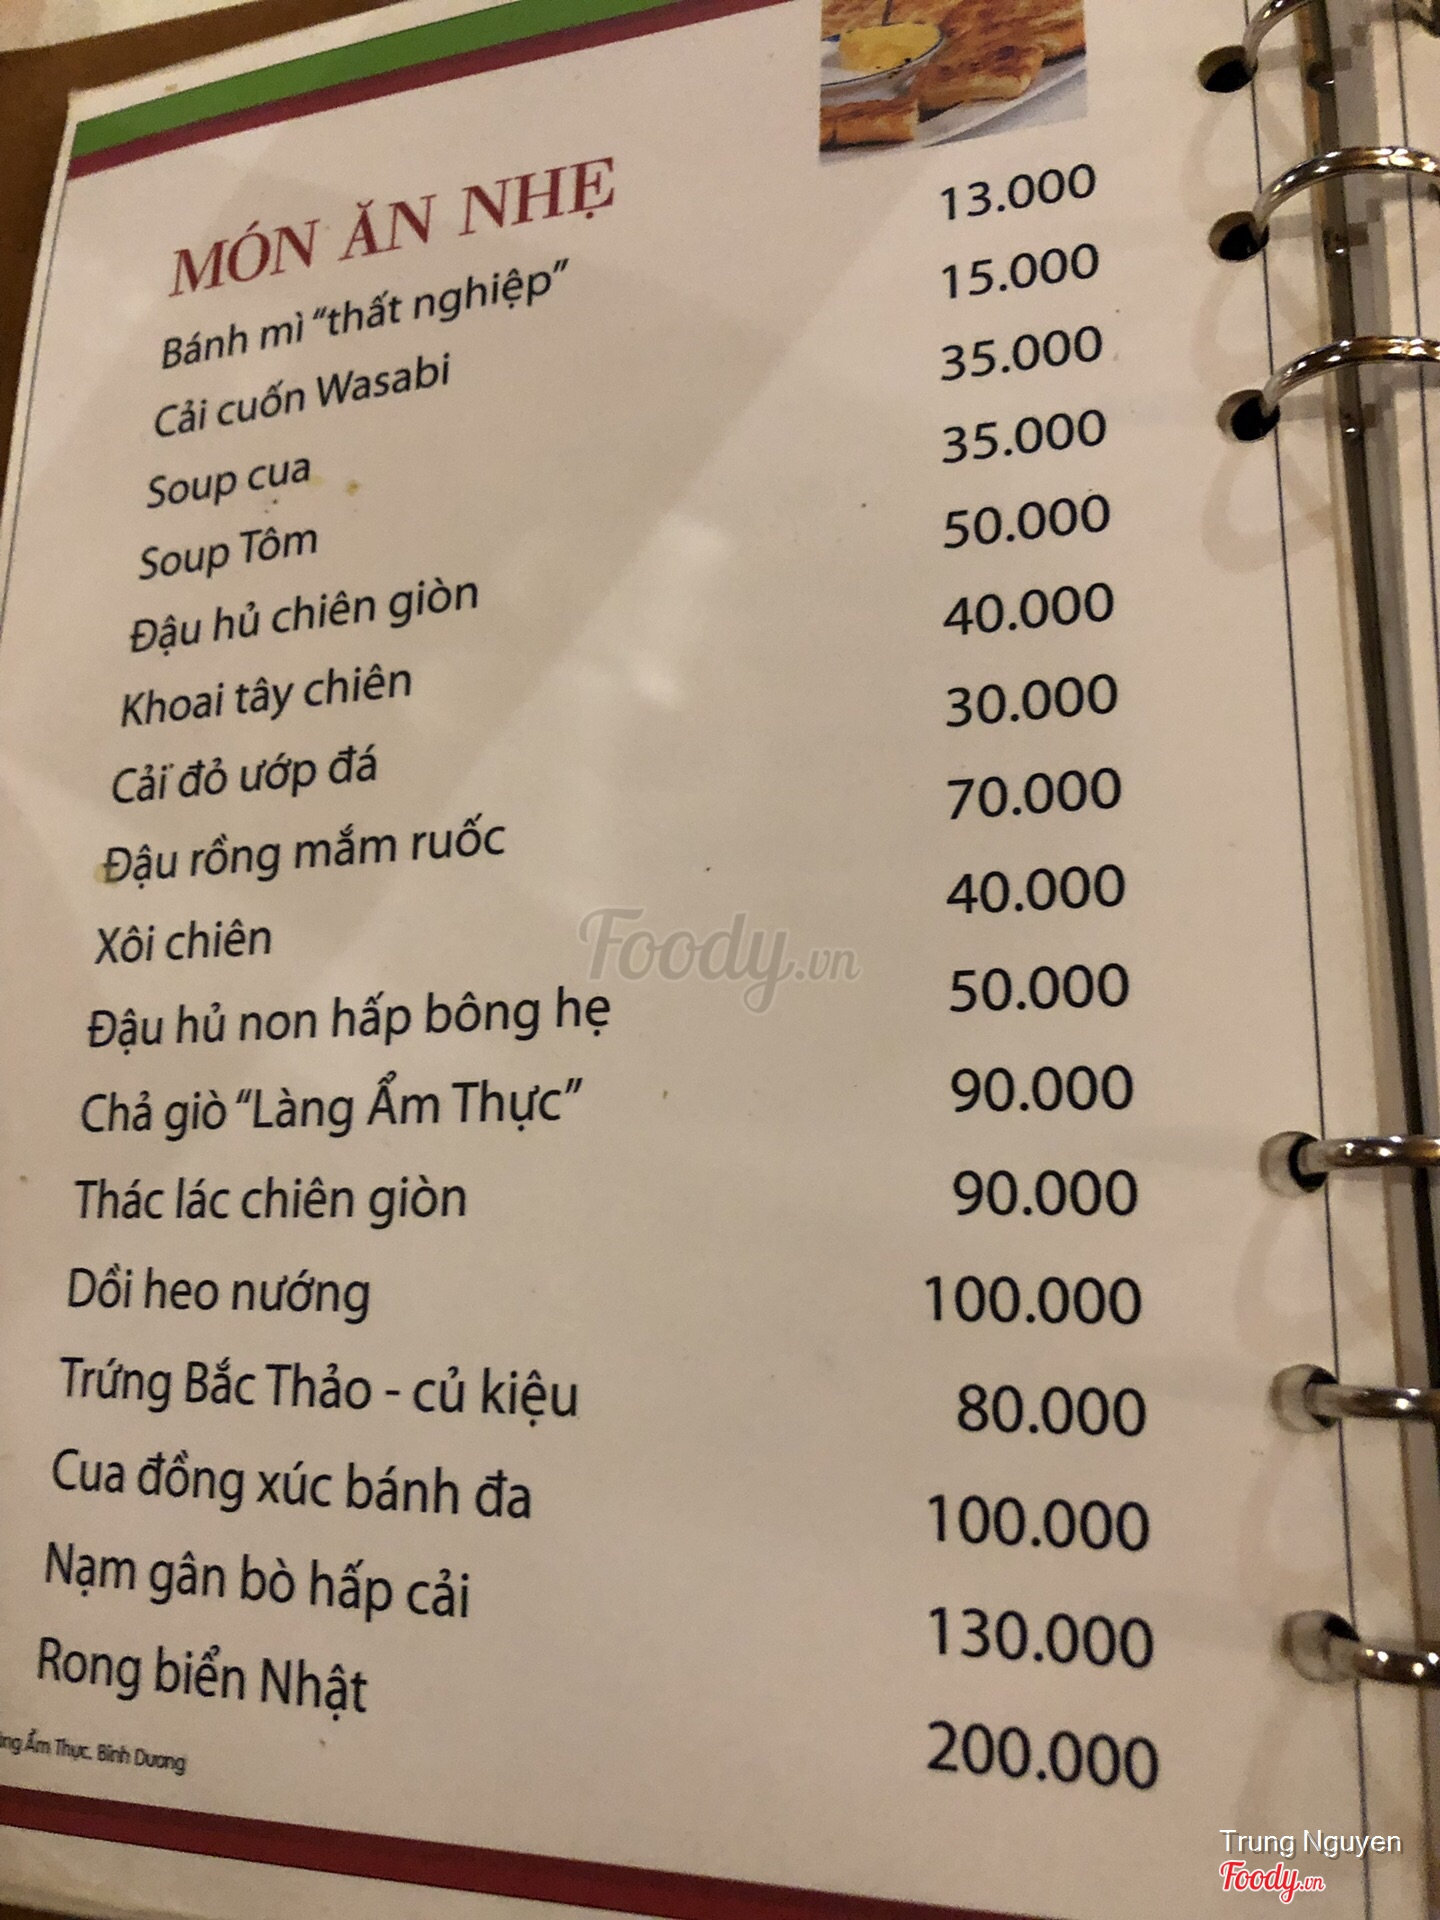 MÓN ĂN NHẸ
Bánh mì “thất nghiệp” 13.000
Cải cuốn Wasabi 15.000
Soup cua 35.000
Soup Tôm 35.000
Đậu hủ chiên giòn 50.000
Khoai tây chiên 40.000
Cải đỏ ướp đá 30.000
Đậu rồng mắm ruốc 70.000
Xôi chiên 40.000
Đậu hủ non hấp bông hẹ 50.000
Chả giò “Làng Ẩm Thực” 90.000
Thác lác chiên giòn 90.000
Dồi heo nướng 100.000
Trứng Bắc Thảo - củ kiệu 80.000
Cua đồng xúc bánh đa 100.000
Nạm gân bò hấp cải 130.000
Rong biển Nhật 200.000
Ẩm Thực. Bình Dương
Foody.vn
Trung Nguyen
Foody.vn